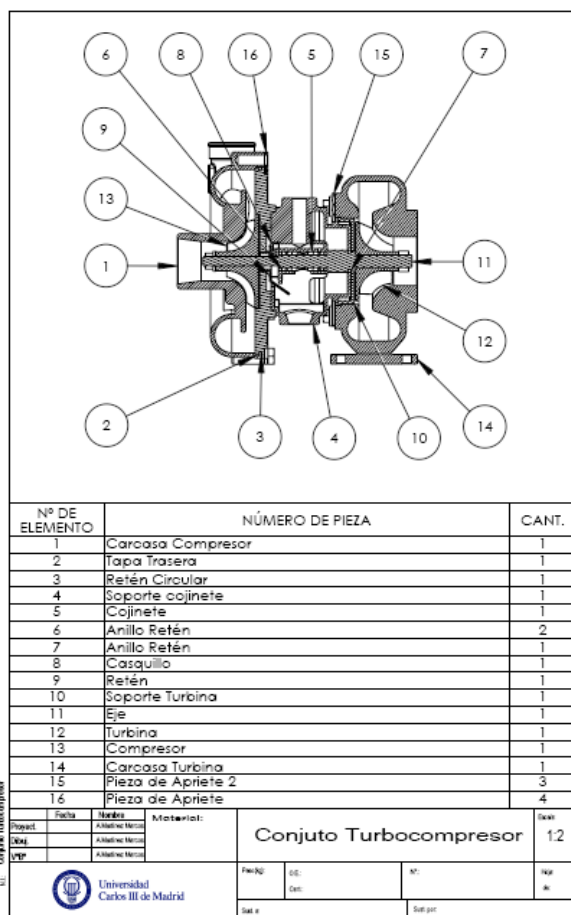 6 8 16 5 15 7
9
13
1 11
12
2 3 4 10 14
Nº DE ELEMENTO NÚMERO DE PIEZA CANT.
1 Carcasa Compresor 1
2 Tapa Trasera 1
3 Retén Circular 1
4 Soporte cojinete 1
5 Cojinete 1
6 Anillo Retén 2
7 Anillo Retén 1
8 Casquillo 1
9 Retén 1
10 Soporte Turbina 1
11 Eje 1
12 Turbina 1
13 Compresor 1
14 Carcasa Turbina 1
15 Pieza de Apriete 2 3
16 Pieza de Apriete 4
Fecha Nombre Material:
Proyect.
Dibuj.
Conjuto Turbocompresor
Escala
1:2
Universidad
Carlos III de Madrid
Nº: